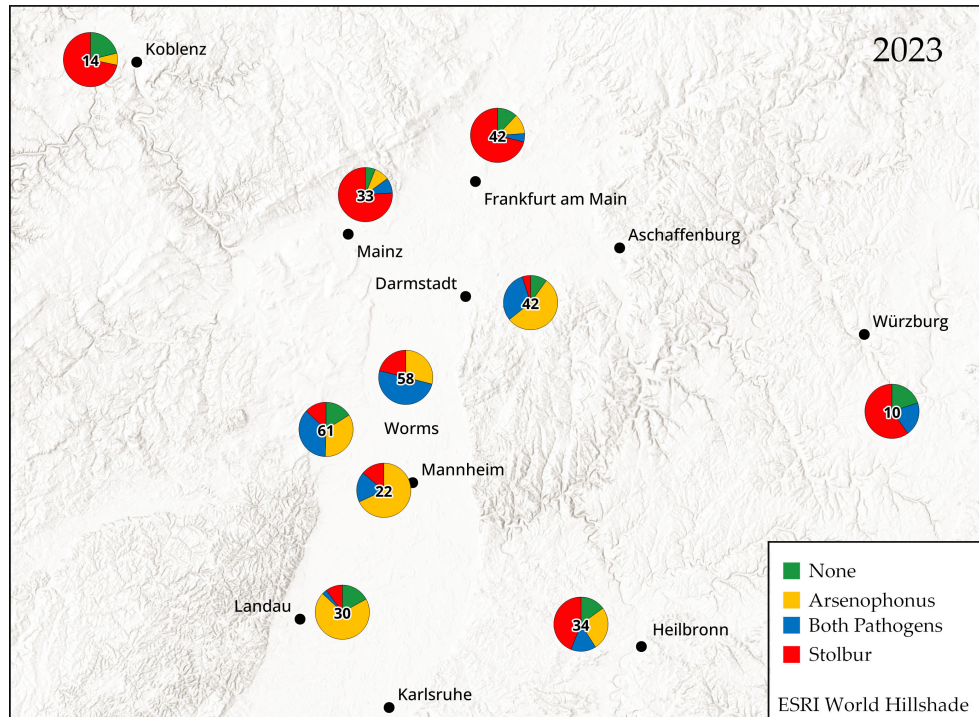 2023
Koblenz
14
42
Frankfurt am Main
33
Mainz
Aschaffenburg
Darmstadt
42
Würzburg
58
10
61
Worms
Mannheim
22
Landau
30
34
Heilbronn
Karlsruhe
None
Arsenophonus
Both Pathogens
Stolbur
ESRI World Hillshade